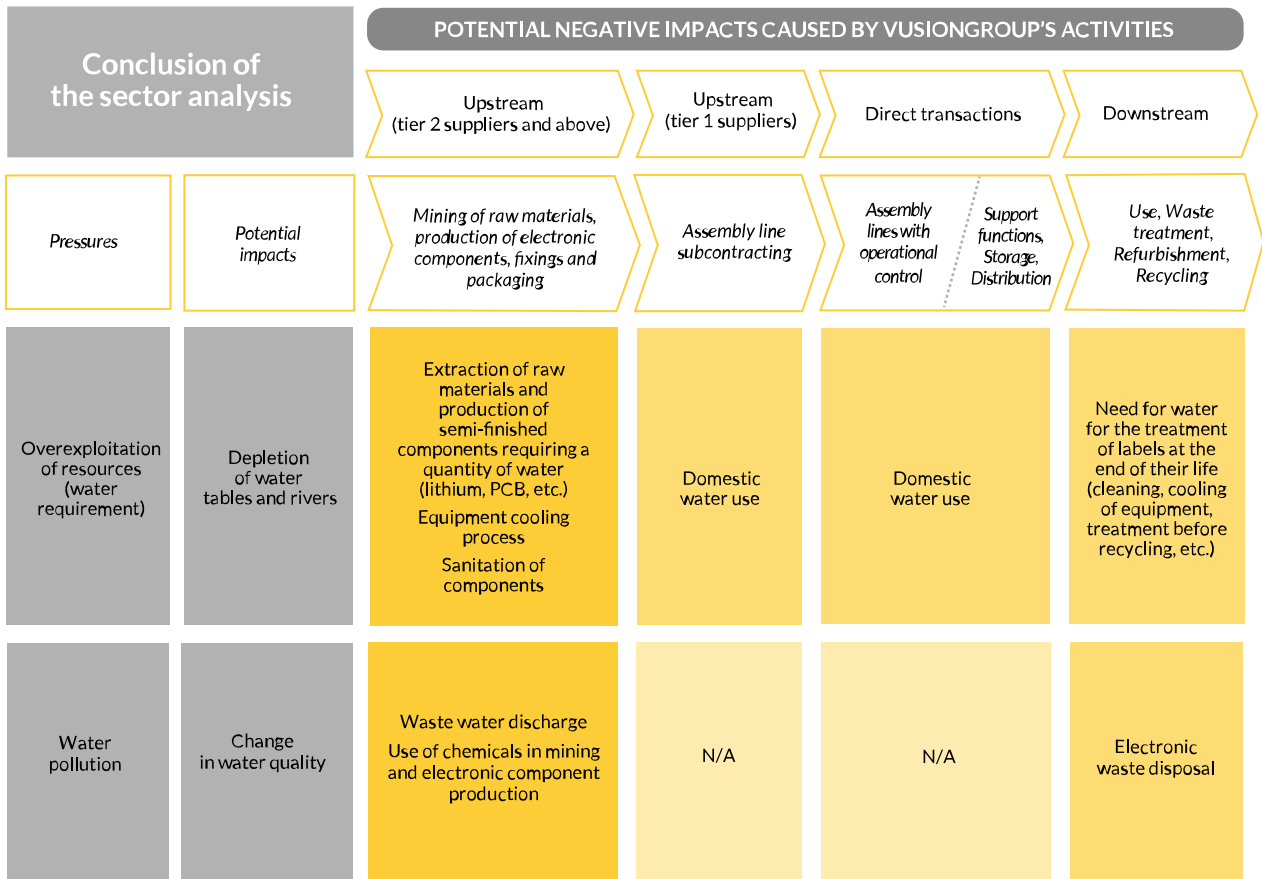 Conclusion of
the sector analysis
POTENTIAL NEGATIVE IMPACTS CAUSED BY VUSIONGROUP'S ACTIVITIES
Upstream
(tier 2 suppliers and above)
Upstream
(tier 1 suppliers)
Direct transactions
Downstream
Pressures
Potential
impacts
Mining of raw materials,
production of electronic
components, fixings and
packaging
Assembly line
subcontracting
Assembly
lines with
operational
control
Support
functions,
Storage,
Distribution
Use, Waste
treatment,
Refurbishment,
Recycling
Overexploitation
of resources
(water
requirement)
Depletion
of water
tables and rivers
Extraction of raw
materials and
production of
semi-finished
components requiring a
quantity of water
(lithium, PCB, etc.)
Equipment cooling
process
Sanitation of
components
Domestic
water use
Domestic
water use
Need for water
for the treatment
of labels at the
end of their life
(cleaning, cooling
of equipment,
treatment before
recycling, etc.)
Water
pollution
Change
in water quality
Waste water discharge
Use of chemicals in mining
and electronic component
production
N/A
N/A
Electronic
waste disposal